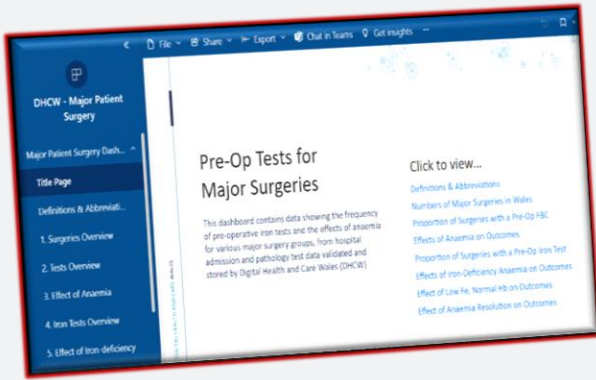 File Share Export Chat in Teams Get insights
DHCW - Major Patient
Surgery
Major Patient Surgery Dash...
Title Page
Definitions & Abbreviati...
1. Surgeries Overview
2. Tests Overview
3. Effect of Anaemia
4. Iron Tests Overview
5. Effect of Iron-deficiency
Pre-Op Tests for
Major Surgeries
This dashboard contains data showing the frequency
of pre-operative iron tests and the effects of anaemia
for various major surgery groups, from hospital
admission and pathology test data validated and
stored by Digital Health and Care Wales (DHCW)
Click to view...
Definitions & Abbreviations
Numbers of Major Surgeries in Wales
Proportion of Surgeries with a Pre-Op FBC
Effects of Anaemia on Outcomes
Proportion of Surgeries with a Pre-Op Iron Test
Effects of Iron-Deficiency Anaemia on Outcomes
Effect of Low Fe, Normal Hb on Outcomes
Effect of Anaemia Resolution on Outcomes